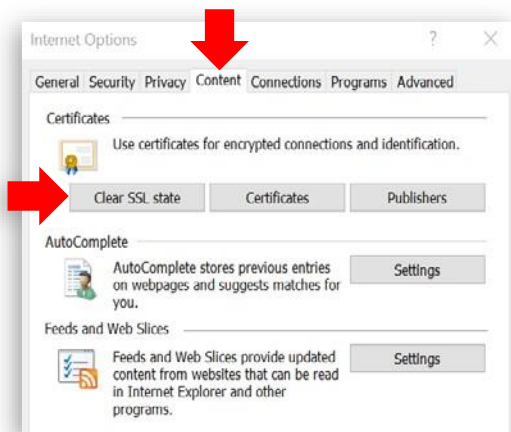 Internet Options ?
General Security Privacy Content Connections Programs Advanced
Certificates
Use certificates for encrypted connections and identification.
Clear SSL state Certificates Publishers
AutoComplete
AutoComplete stores previous entries
on webpages and suggests matches for
you.
Settings
Feeds and Web Slices
Feeds and Web Slices provide updated
content from websites that can be read
in Internet Explorer and other
programs.
Settings